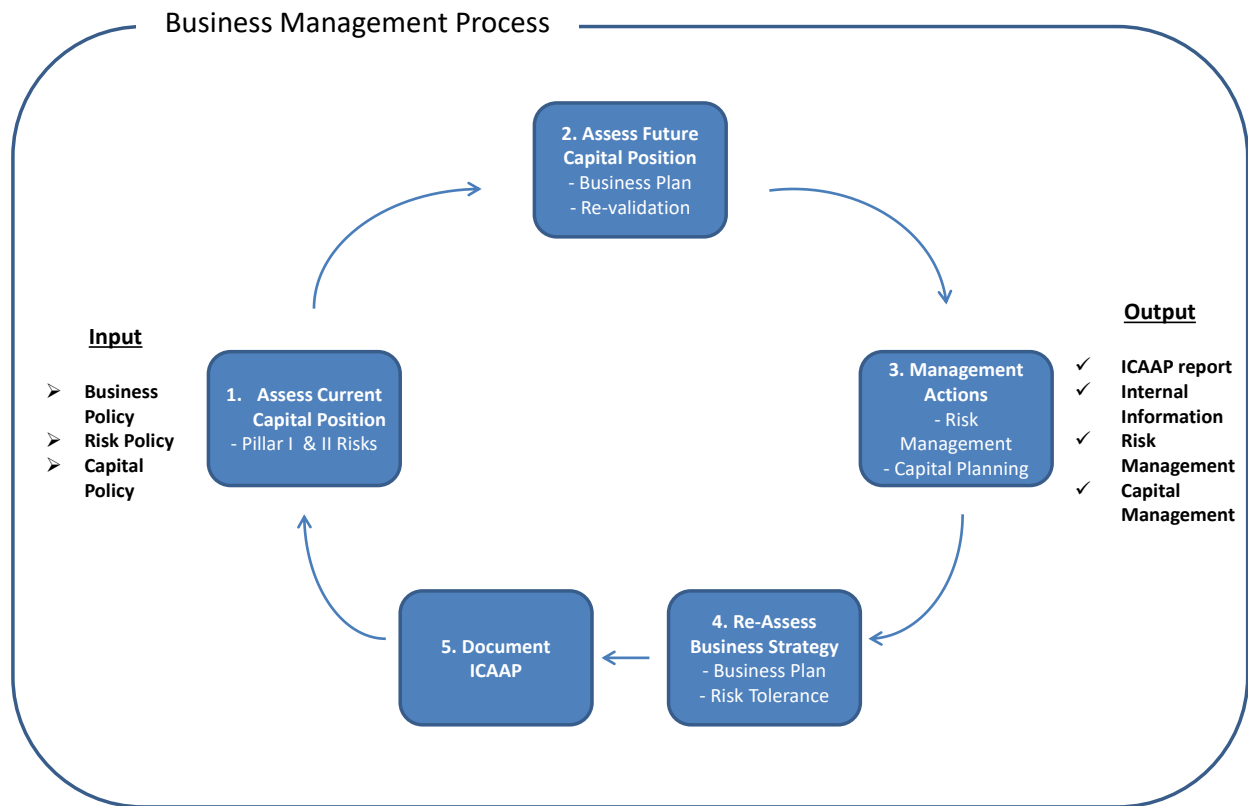 Business Management Process
2. Assess Future
Capital Position
- Business Plan
- Re-validation
Input
➢ Business
Policy
➢ Risk Policy
➢ Capital
Policy
1. Assess Current
Capital Position
- Pillar I & II Risks
3. Management
Actions
- Risk
Management
- Capital Planning
Output
✓ ICAAP report
✓ Internal
Information
✓ Risk
Management
✓ Capital
Management
4. Re-Assess
Business Strategy
- Business Plan
- Risk Tolerance
5. Document
ICAAP